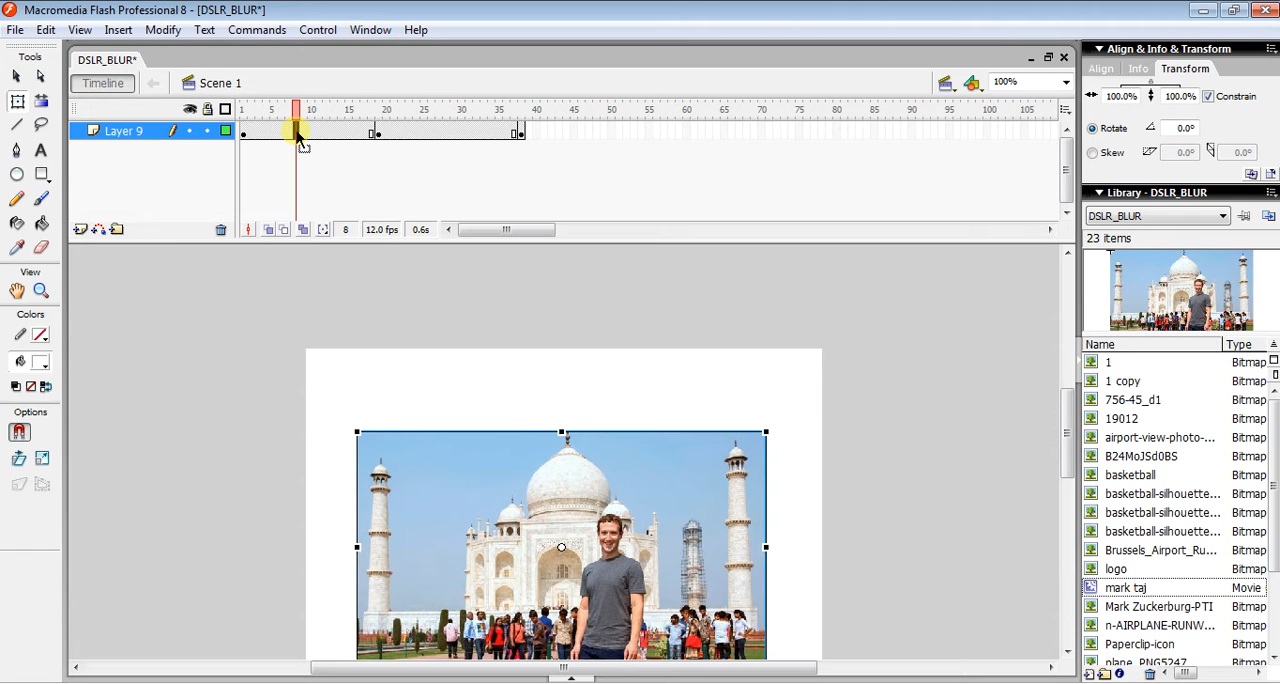 Macromedia Flash Professional 8 - [DSLR_BLUR*]
File Edit View Insert Modify Text Commands Control Window Help
Tools
View
Colors
Options
DSLR_BLUR*
Timeline
Scene 1
100%
1 5 10 15 20 25 30 35 40 45 50 55 60 65 70 75 80 85 90 95 100 105
Layer 9
8 12.0 fps 0.6s
Align & Info & Transform
Align Info Transform
100.0% 100.0% Constrain
Rotate 0.0°
Skew 0.0° 0.0°
Library - DSLR_BLUR
DSLR_BLUR
23 items
Name Type
1 Bitmap
1 copy Bitmap
756-45_d1 Bitmap
19012 Bitmap
airport-view-photo-... Bitmap
B24MoJSd0BS Bitmap
basketball Bitmap
basketball-silhouette... Bitmap
basketball-silhouette... Bitmap
basketball-silhouette... Bitmap
Brussels_Airport_Ru... Bitmap
logo Bitmap
mark taj Movie
Mark Zuckerburg-PTI Bitmap
n-AIRPLANE-RUNW... Bitmap
Paperclip-icon Bitmap
plane_PNG5247 Bitmap